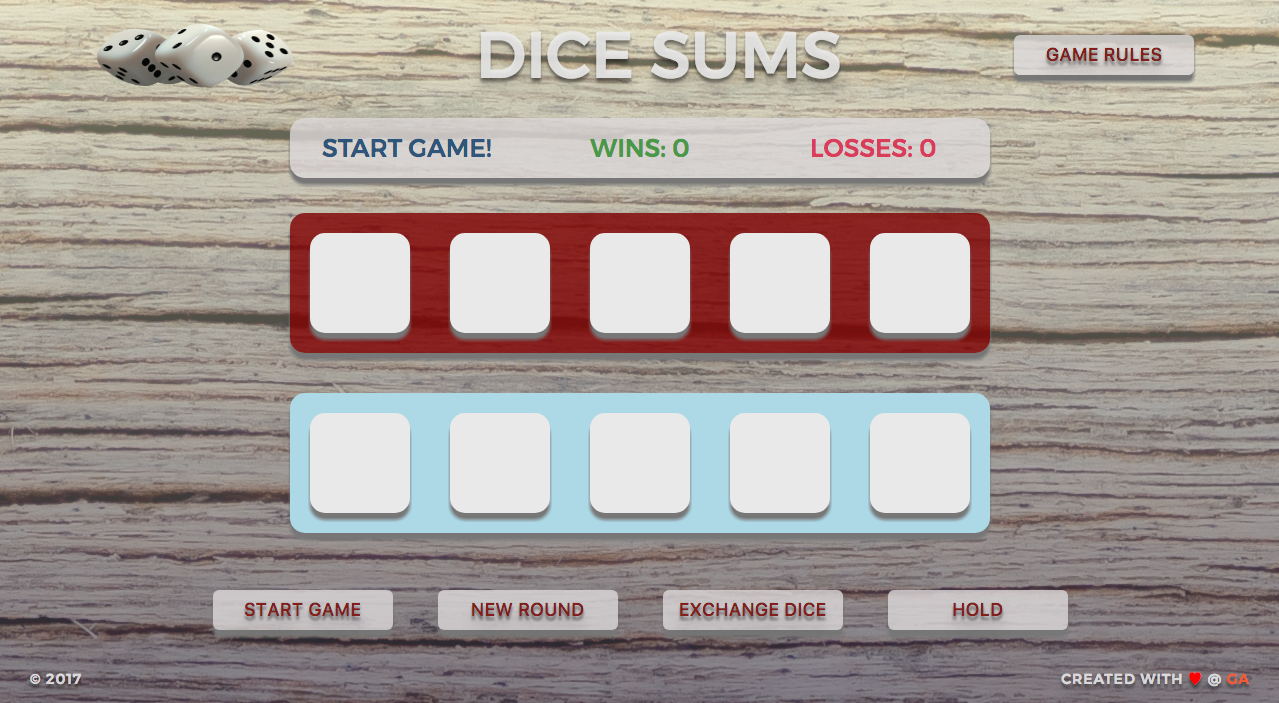 DICE SUMS
GAME RULES
START GAME! WINS: 0 LOSSES: 0
START GAME NEW ROUND EXCHANGE DICE HOLD
© 2017 CREATED WITH ♥ @ GA